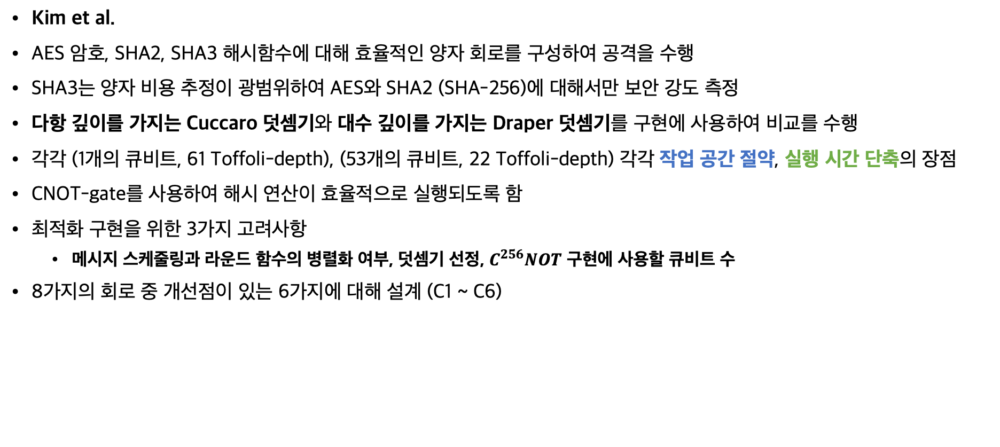 • Kim et al.
• AES 암호, SHA2, SHA3 해시함수에 대해 효율적인 양자 회로를 구성하여 공격을 수행
• SHA3는 양자 비용 추정이 광범위하여 AES와 SHA2 (SHA-256)에 대해서만 보안 강도 측정
• 다항 깊이를 가지는 Cuccaro 덧셈기와 대수 깊이를 가지는 Draper 덧셈기를 구현에 사용하여 비교를 수행
• 각각 (1개의 큐비트, 61 Toffoli-depth), (53개의 큐비트, 22 Toffoli-depth) 각각 작업 공간 절약, 실행 시간 단축의 장점
• CNOT-gate를 사용하여 해시 연산이 효율적으로 실행되도록 함
• 최적화 구현을 위한 3가지 고려사항
• 메시지 스케줄링과 라운드 함수의 병렬화 여부, 덧셈기 선정, C²⁵⁶NOT 구현에 사용할 큐비트 수
• 8가지의 회로 중 개선점이 있는 6가지에 대해 설계 (C1 ~ C6)